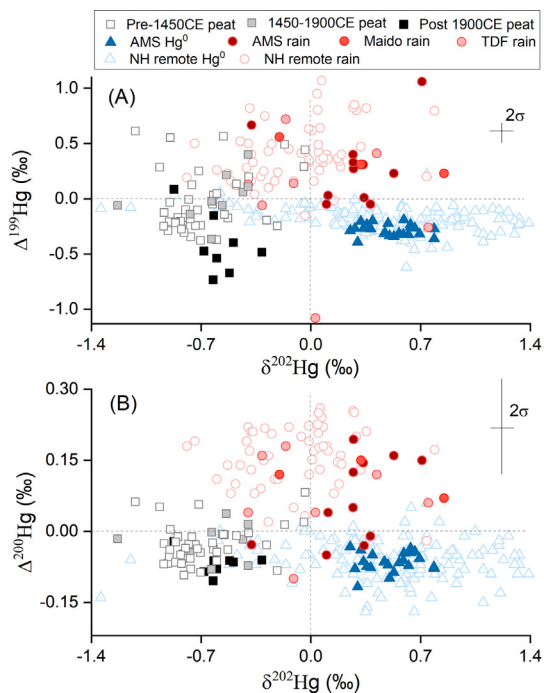 Pre-1450CE peat 1450-1900CE peat Post 1900CE peat
AMS Hg⁰ AMS rain Maido rain TDF rain
NH remote Hg⁰ NH remote rain
(A)
2σ
1.0
0.5
0.0
-0.5
-1.0
Δ¹⁹⁹Hg (‰)
-1.4 -0.7 0.0 0.7 1.4
δ²⁰²Hg (‰)
(B)
2σ
0.30
0.15
0.00
-0.15
Δ²⁰⁰Hg (‰)
-1.4 -0.7 0.0 0.7 1.4
δ²⁰²Hg (‰)